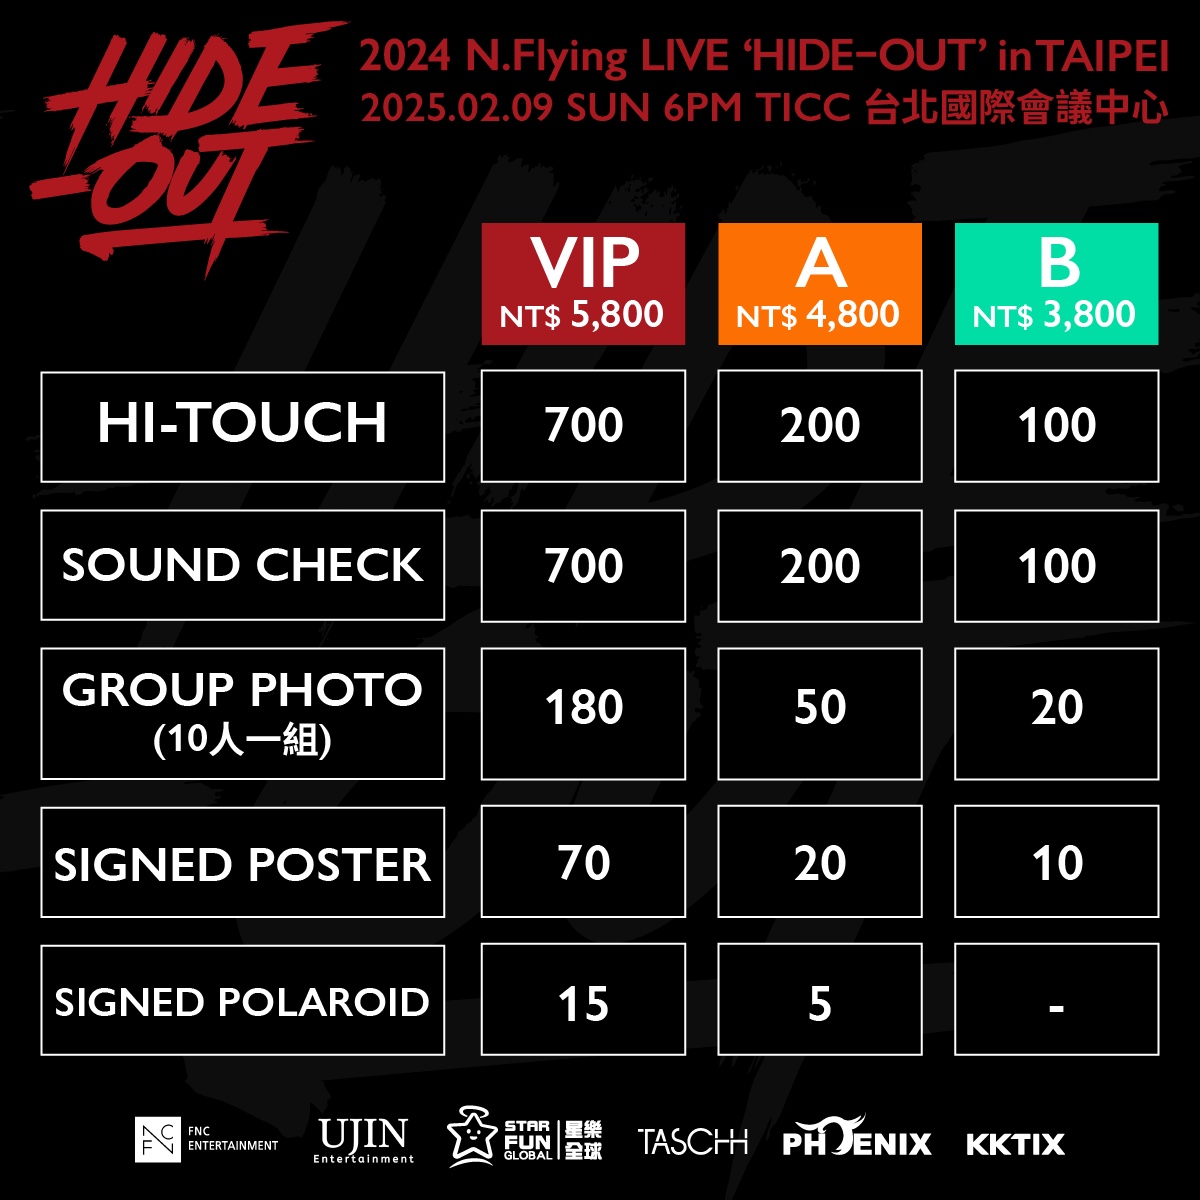 HIDE
-OUT
2024 N.Flying LIVE ‘HIDE-OUT’ in TAIPEI
2025.02.09 SUN 6PM TICC 台北國際會議中心
VIP A B
NT$ 5,800 NT$ 4,800 NT$ 3,800
HI-TOUCH 700 200 100
SOUND CHECK 700 200 100
GROUP PHOTO
(10人一組) 180 50 20
SIGNED POSTER 70 20 10
SIGNED POLAROID 15 5 -
NCFN FNC
ENTERTAINMENT
UJIN
Entertainment
STAR
FUN
GLOBAL
星樂
全球
TASCHH
PHOENIX
KKTIX